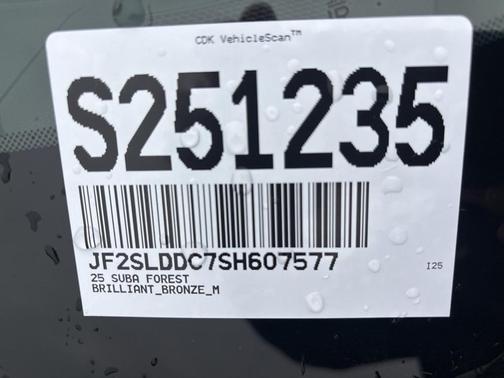 CDK VehicleScan™
S251235
JF2SLDDC7SH607577
25 SUBA FOREST
I25
BRILLIANT_BRONZE_M